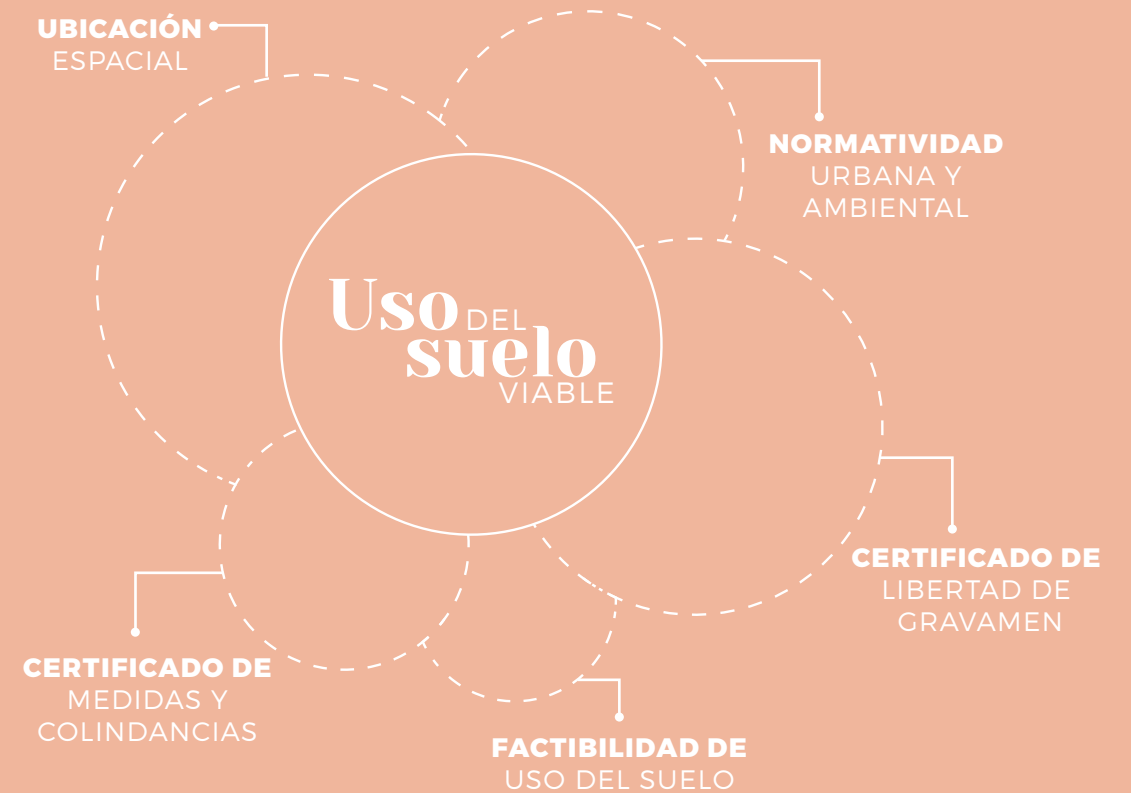 UBICACIÓN
ESPACIAL
NORMATIVIDAD
URBANA Y
AMBIENTAL
Uso DEL
suelo
VIABLE
CERTIFICADO DE
LIBERTAD DE
GRAVAMEN
CERTIFICADO DE
MEDIDAS Y
COLINDANCIAS
FACTIBILIDAD DE
USO DEL SUELO